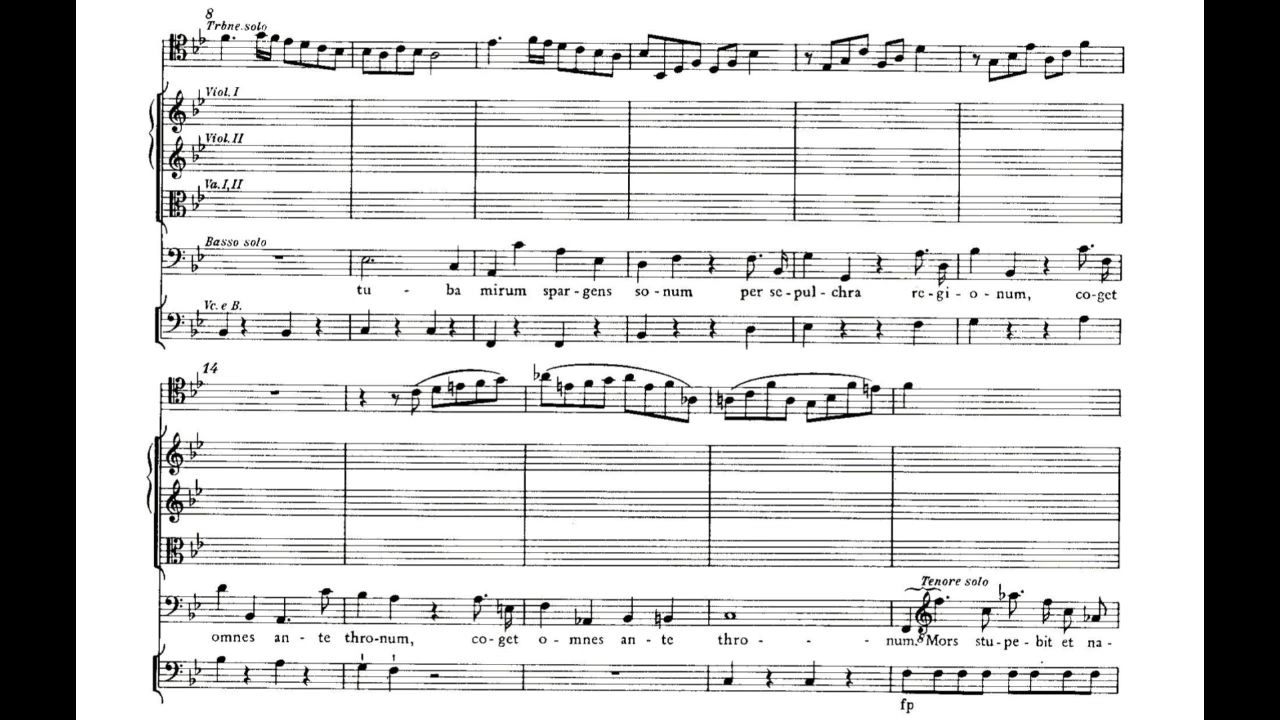 8
Trbne. solo
Viol. I
Viol. II
Va. I, II
Basso solo
tu - ba mirum spar-gens so-num per se-pul-chra re-gi-o-num, co-get
Vc. e B.
14
Tenore solo
omnes an-te thro-num, co-get o-mnes an-te thro - - num. Mors stu-pe-bit et na-
8
fp